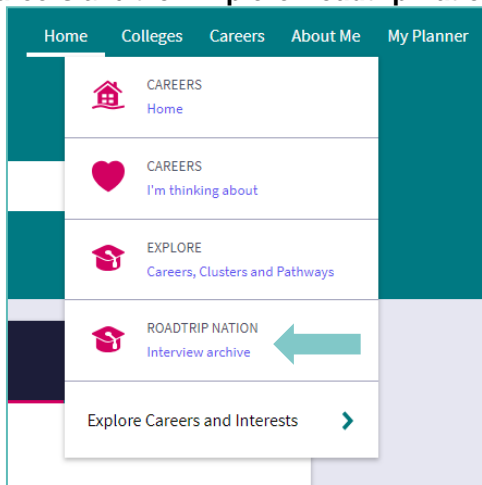 Home Colleges Careers About Me My Planner
CAREERS
Home
CAREERS
I'm thinking about
EXPLORE
Careers, Clusters and Pathways
ROADTRIP NATION
Interview archive
Explore Careers and Interests